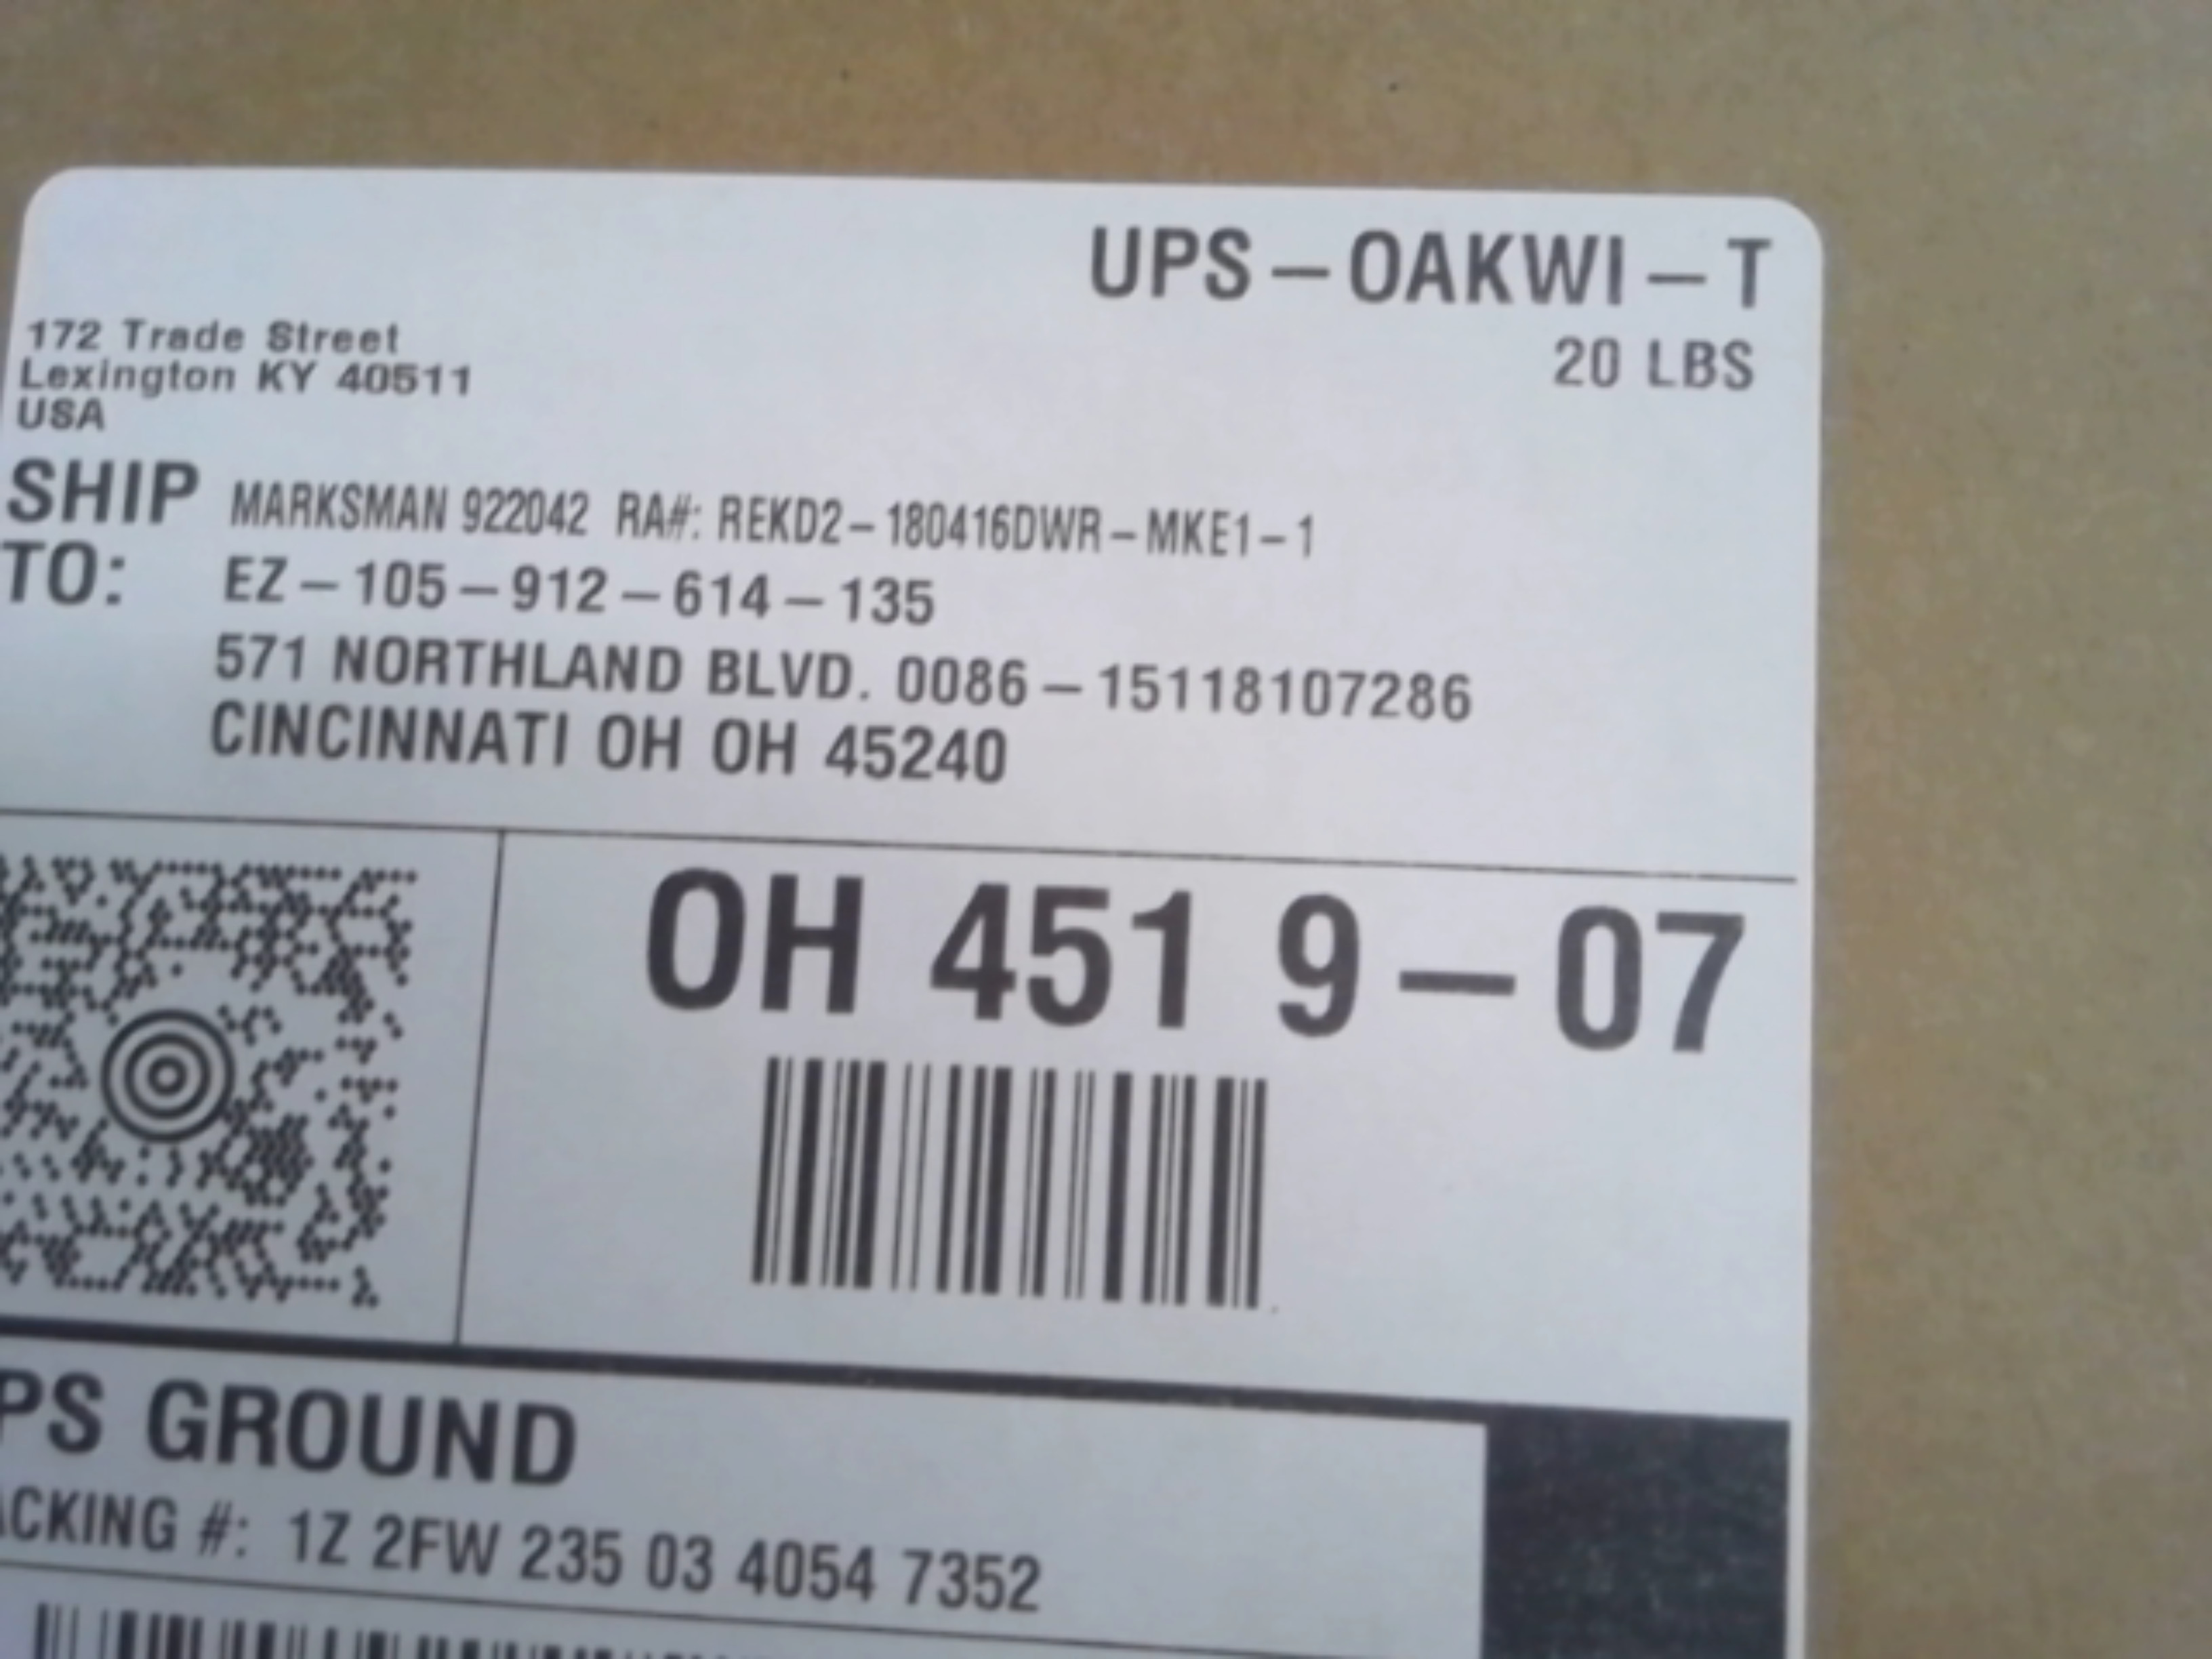 UPS-OAKWI-T
20 LBS
172 Trade Street
Lexington KY 40511
USA
SHIP TO:
MARKSMAN 922042 RA#: REKD2-180416DWR-MKE1-1
EZ-105-912-614-135
571 NORTHLAND BLVD. 0086-15118107286
CINCINNATI OH OH 45240
OH 451 9-07
PS GROUND
ACKING #: 1Z 2FW 235 03 4054 7352